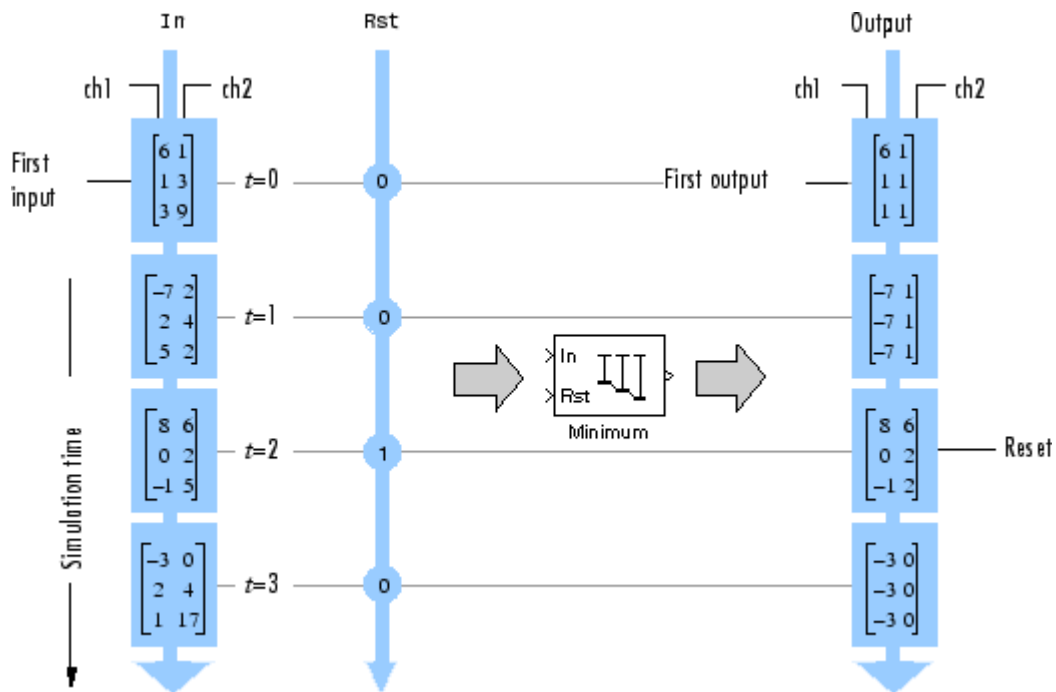 In Rst Output
ch1 ch2 ch1 ch2
First input
6 1
1 3
3 9
t=0
0
First output
6 1
1 1
1 1
−7 2
2 4
5 2
t=1
0
−7 1
−7 1
−7 1
In
Rst
Minimum
8 6
0 2
−1 5
t=2
1
8 6
0 2
−1 2
Reset
−3 0
2 4
1 17
t=3
0
−3 0
−3 0
−3 0
Simulation time